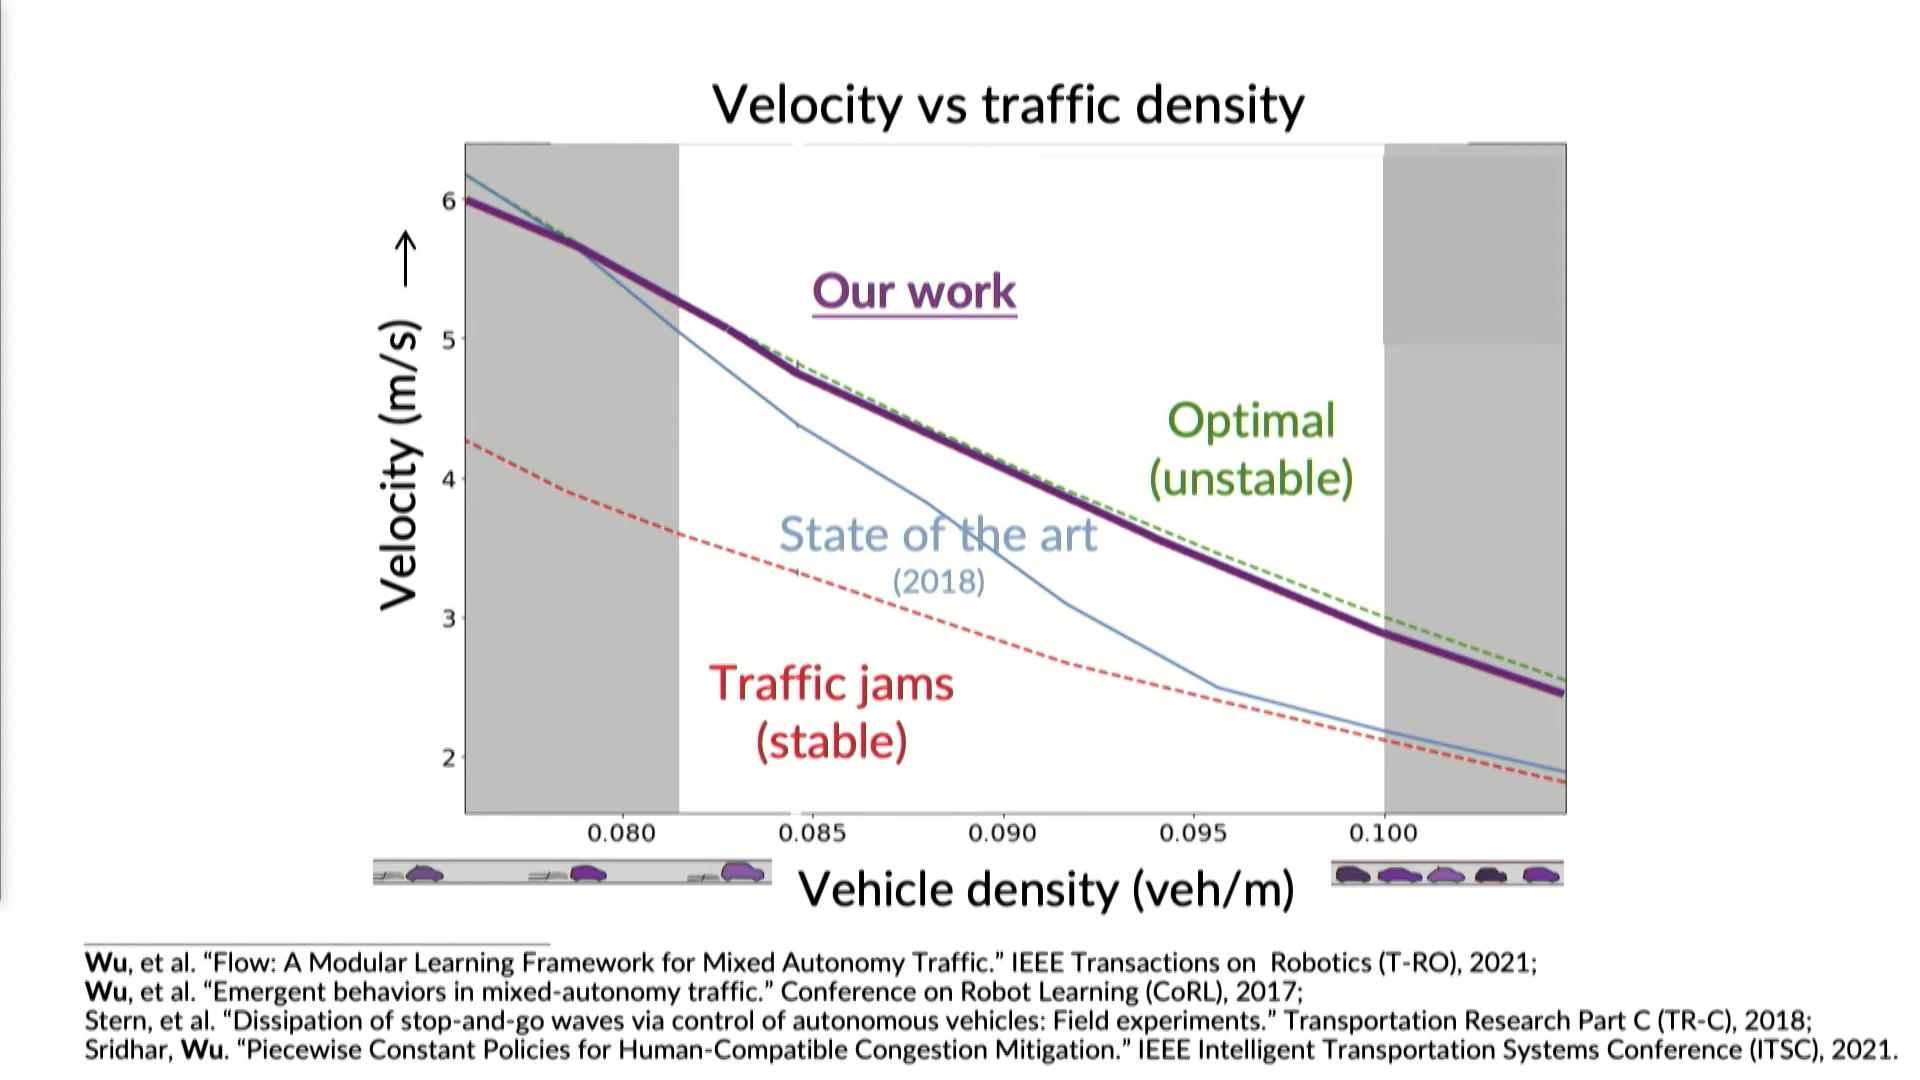 Velocity vs traffic density
6
5
4
3
2
Velocity (m/s) →
Our work
Optimal
(unstable)
State of the art
(2018)
Traffic jams
(stable)
0.080 0.085 0.090 0.095 0.100
Vehicle density (veh/m)
Wu, et al. “Flow: A Modular Learning Framework for Mixed Autonomy Traffic.” IEEE Transactions on Robotics (T-RO), 2021;
Wu, et al. “Emergent behaviors in mixed-autonomy traffic.” Conference on Robot Learning (CoRL), 2017;
Stern, et al. “Dissipation of stop-and-go waves via control of autonomous vehicles: Field experiments.” Transportation Research Part C (TR-C), 2018;
Sridhar, Wu. “Piecewise Constant Policies for Human-Compatible Congestion Mitigation.” IEEE Intelligent Transportation Systems Conference (ITSC), 2021.